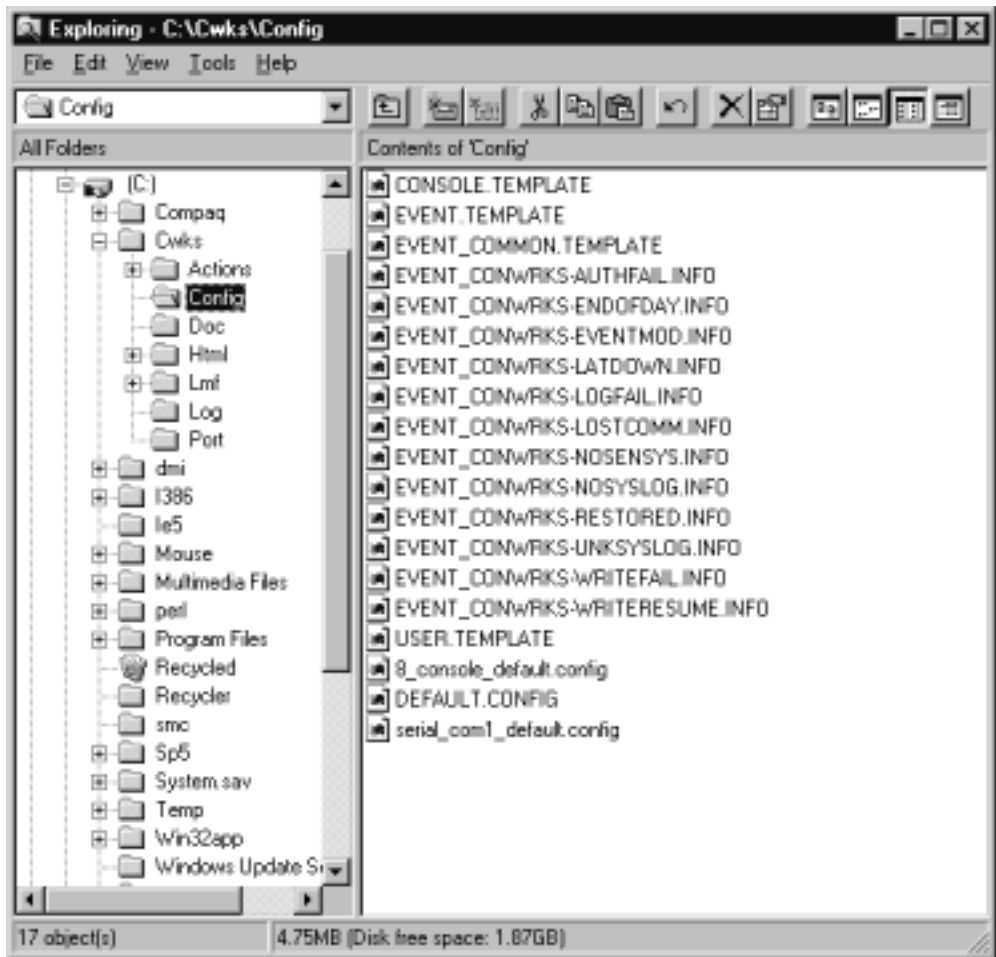 Exploring - C:\Cwks\Config
File Edit View Tools Help
Config
All Folders
Contents of 'Config'
(C:)
Compaq
Cwks
Actions
Config
Doc
Html
Lmf
Log
Port
dmi
I386
Ie5
Mouse
Multimedia Files
perl
Program Files
Recycled
Recycler
smc
Sp5
System.sav
Temp
Win32app
Windows Update S
CONSOLE.TEMPLATE
EVENT.TEMPLATE
EVENT_COMMON.TEMPLATE
EVENT_CONWRKS-AUTHFAIL.INFO
EVENT_CONWRKS-ENDOFDAY.INFO
EVENT_CONWRKS-EVENTMOD.INFO
EVENT_CONWRKS-LATDOWN.INFO
EVENT_CONWRKS-LOGFAIL.INFO
EVENT_CONWRKS-LOSTCOMM.INFO
EVENT_CONWRKS-NOSENSYS.INFO
EVENT_CONWRKS-NOSYSLOG.INFO
EVENT_CONWRKS-RESTORED.INFO
EVENT_CONWRKS-UNKSYSLOG.INFO
EVENT_CONWRKS-WRITEFAIL.INFO
EVENT_CONWRKS-WRITERESUME.INFO
USER.TEMPLATE
8_console_default.config
DEFAULT.CONFIG
serial_com1_default.config
17 object(s)
4.75MB (Disk free space: 1.87GB)